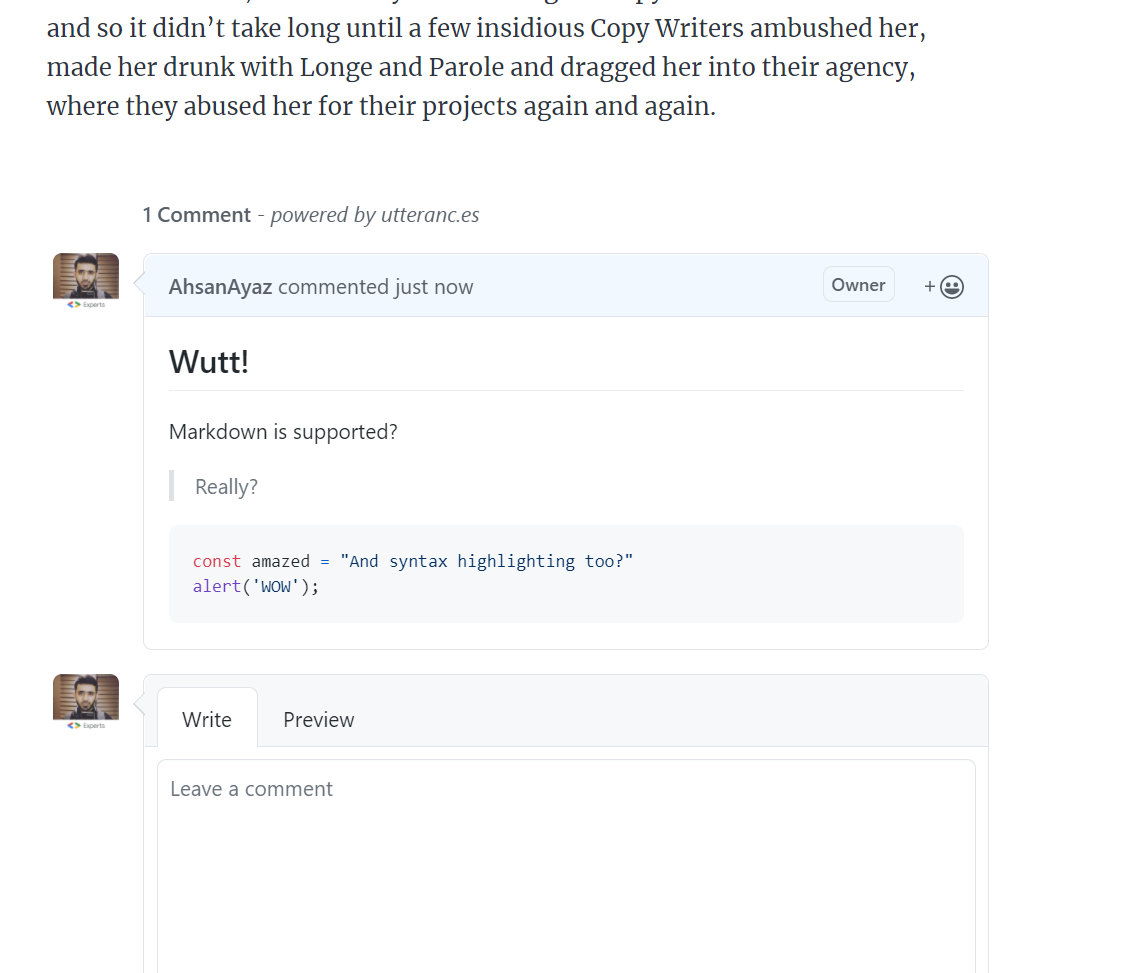 and so it didn’t take long until a few insidious Copy Writers ambushed her,
made her drunk with Longe and Parole and dragged her into their agency,
where they abused her for their projects again and again.
1 Comment - powered by utteranc.es
Experts
AhsanAyaz commented just now
Owner
+
Wutt!
Markdown is supported?
Really?
const amazed = "And syntax highlighting too?"
alert('WOW');
Experts
Write
Preview
Leave a comment